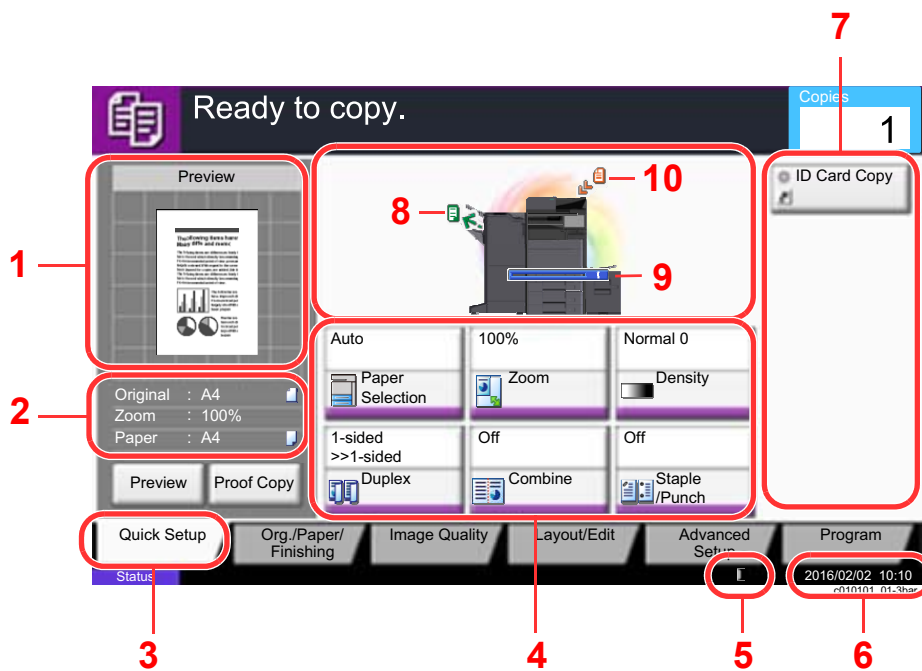 7
Ready to copy.
Copies
1
Preview
10
8
ID Card Copy
1
9
Auto
100%
Normal 0
Paper
Selection
Zoom
Density
2
Original : A4
Zoom : 100%
Paper : A4
1-sided
>>1-sided
Off
Off
Duplex
Combine
Staple
/Punch
Preview
Proof Copy
Quick Setup
Org./Paper/
Finishing
Image Quality
Layout/Edit
Advanced
Setup
Program
Status
2016/02/02 10:10
c010101_01-3bar
3
4
5
6